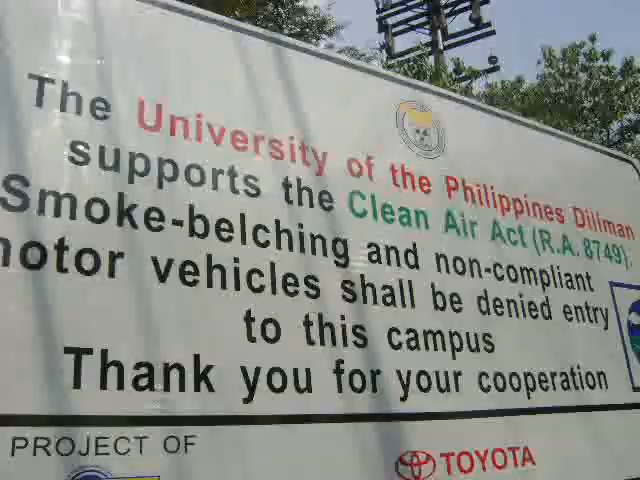 The University of the Philippines Diliman
supports the Clean Air Act (R.A. 8749).
Smoke-belching and non-compliant
motor vehicles shall be denied entry
to this campus
Thank you for your cooperation
PROJECT OF
TOYOTA